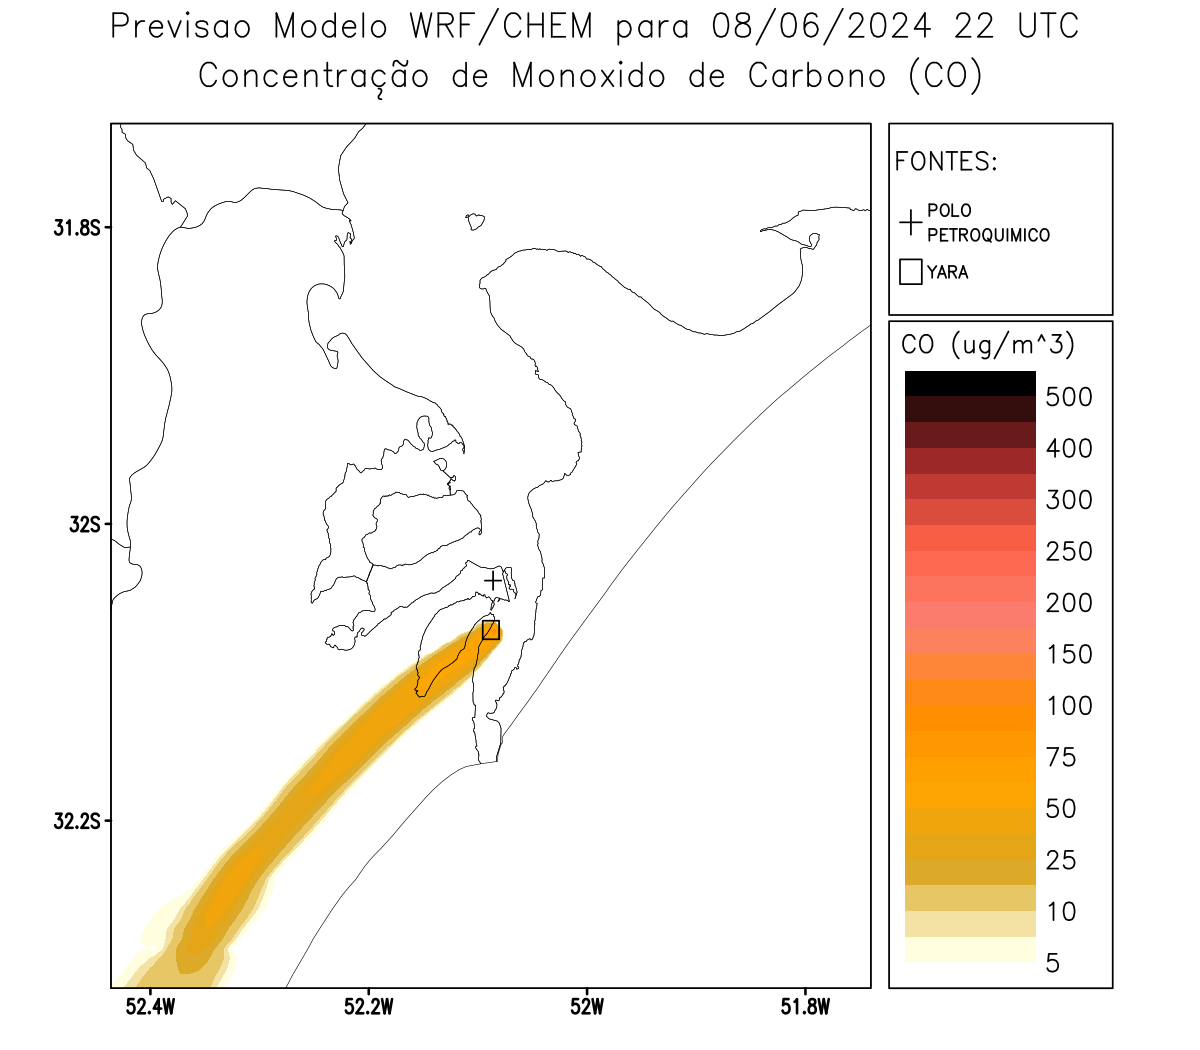 Previsao Modelo WRF/CHEM para 08/06/2024 22 UTC
Concentração de Monoxido de Carbono (CO)
FONTES:
POLO
PETROQUIMICO
YARA
CO (ug/m^3)
500
400
300
250
200
150
100
75
50
25
10
5
31.8S
32S
32.2S
52.4W
52.2W
52W
51.8W